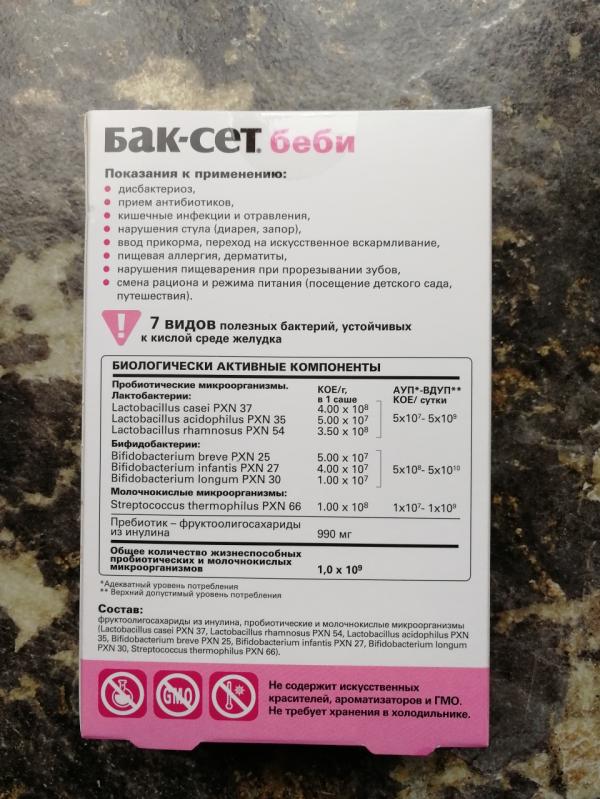 Бак-сет беби
Показания к применению:
• дисбактериоз,
• прием антибиотиков,
• кишечные инфекции и отравления,
• нарушения стула (диарея, запор),
• ввод прикорма, переход на искусственное вскармливание,
• пищевая аллергия, дерматиты,
• нарушения пищеварения при прорезывании зубов,
• смена рациона и режима питания (посещение детского сада,
путешествия).
! 7 видов полезных бактерий, устойчивых
к кислой среде желудка
БИОЛОГИЧЕСКИ АКТИВНЫЕ КОМПОНЕНТЫ
Пробиотические микроорганизмы. КОЕ/г, АУП*-ВДУП**
Лактобактерии: в 1 саше КОЕ/ сутки
Lactobacillus casei PXN 37 4.00 x 10⁸
Lactobacillus acidophilus PXN 35 5.00 x 10⁷ 5x10⁷- 5x10⁹
Lactobacillus rhamnosus PXN 54 3.50 x 10⁸
Бифидобактерии:
Bifidobacterium breve PXN 25 5.00 x 10⁷
Bifidobacterium infantis PXN 27 4.00 x 10⁷ 5x10⁸- 5x10¹⁰
Bifidobacterium longum PXN 30 1.00 x 10⁷
Молочнокислые микроорганизмы:
Streptococcus thermophilus PXN 66 1.00 x 10⁸ 1x10⁷- 1x10⁹
Пребиотик – фруктоолигосахариды
из инулина 990 мг
Общее количество жизнеспособных
пробиотических и молочнокислых
микроорганизмов 1,0 x 10⁹
*Адекватный уровень потребления
** Верхний допустимый уровень потребления
Состав:
фруктоолигосахариды из инулина, пробиотические и молочнокислые микроорганизмы
(Lactobacillus casei PXN 37, Lactobacillus rhamnosus PXN 54, Lactobacillus acidophilus PXN
35, Bifidobacterium breve PXN 25, Bifidobacterium infantis PXN 27, Bifidobacterium longum
PXN 30, Streptococcus thermophilus PXN 66).
GMO
Не содержит искусственных
красителей, ароматизаторов и ГМО.
Не требует хранения в холодильнике.